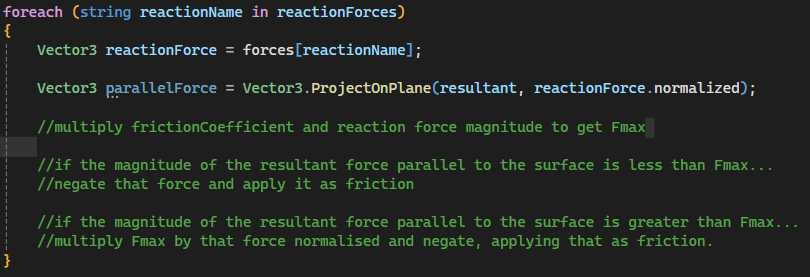 foreach (string reactionName in reactionForces)
{
Vector3 reactionForce = forces[reactionName];
Vector3 parallelForce = Vector3.ProjectOnPlane(resultant, reactionForce.normalized);
//multiply frictionCoefficient and reaction force magnitude to get Fmax
//if the magnitude of the resultant force parallel to the surface is less than Fmax...
//negate that force and apply it as friction
//if the magnitude of the resultant force parallel to the surface is greater than Fmax...
//multiply Fmax by that force normalised and negate, applying that as friction.
}